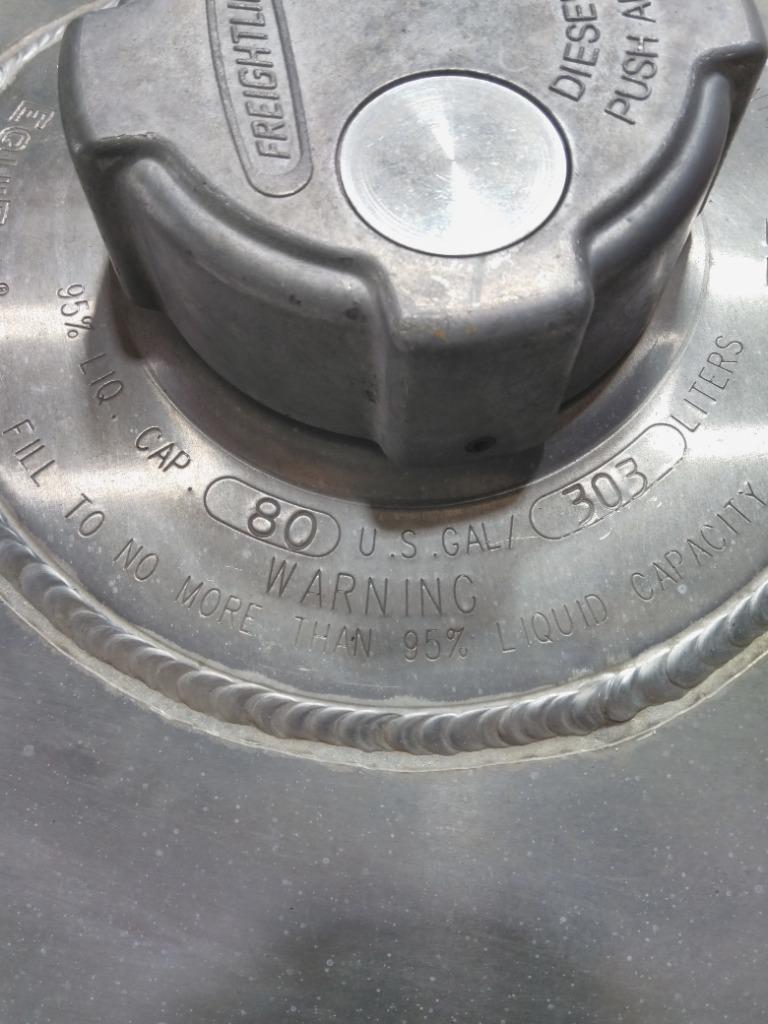 FREIGHTLI
DIESE
PUSH A
95% LIQ. CAP. 80 U.S.GAL/ 303 LITERS
WARNING
FILL TO NO MORE THAN 95% LIQUID CAPACITY